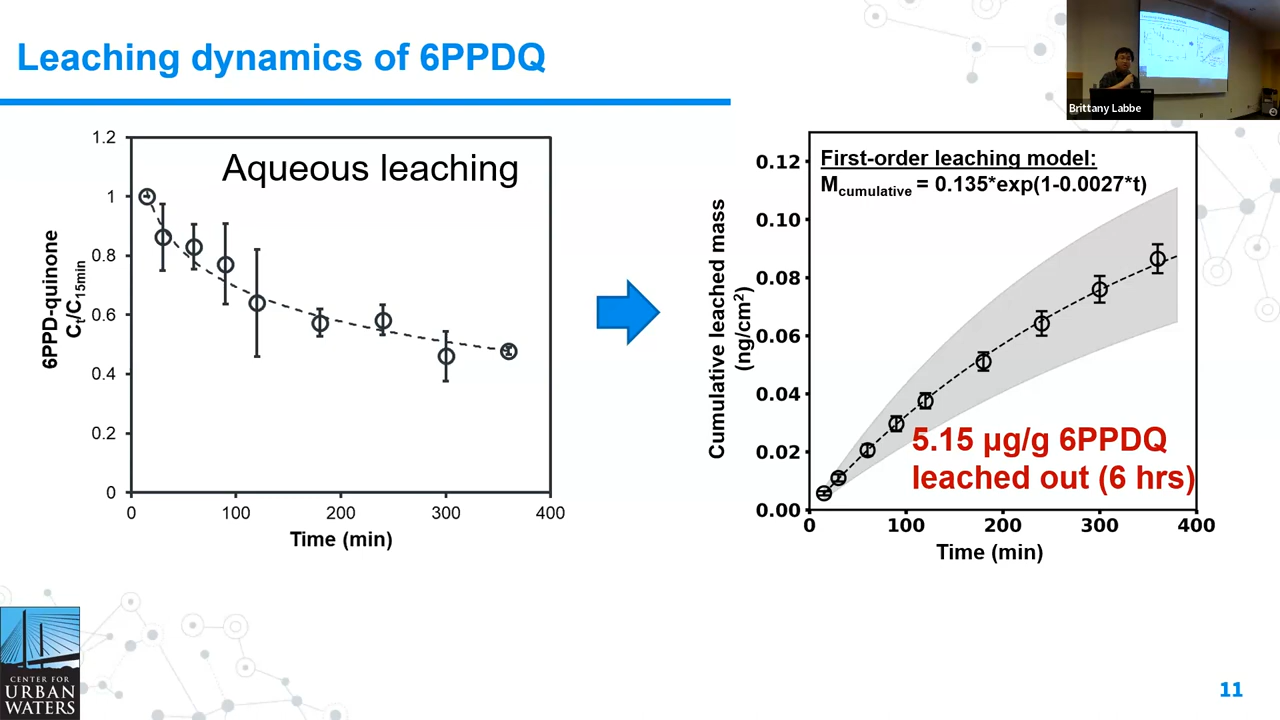 Leaching dynamics of 6PPDQ
Brittany Labbe
Aqueous leaching
6PPD-quinone
Ct/C15min
1.2
1
0.8
0.6
0.4
0.2
0
0
100
200
300
400
Time (min)
First-order leaching model:
Mcumulative = 0.135*exp(1-0.0027*t)
Cumulative leached mass
(ng/cm²)
0.12
0.10
0.08
0.06
0.04
0.02
0.00
5.15 µg/g 6PPDQ
leached out (6 hrs)
0
100
200
300
400
Time (min)
CENTER FOR
URBAN
WATERS
11